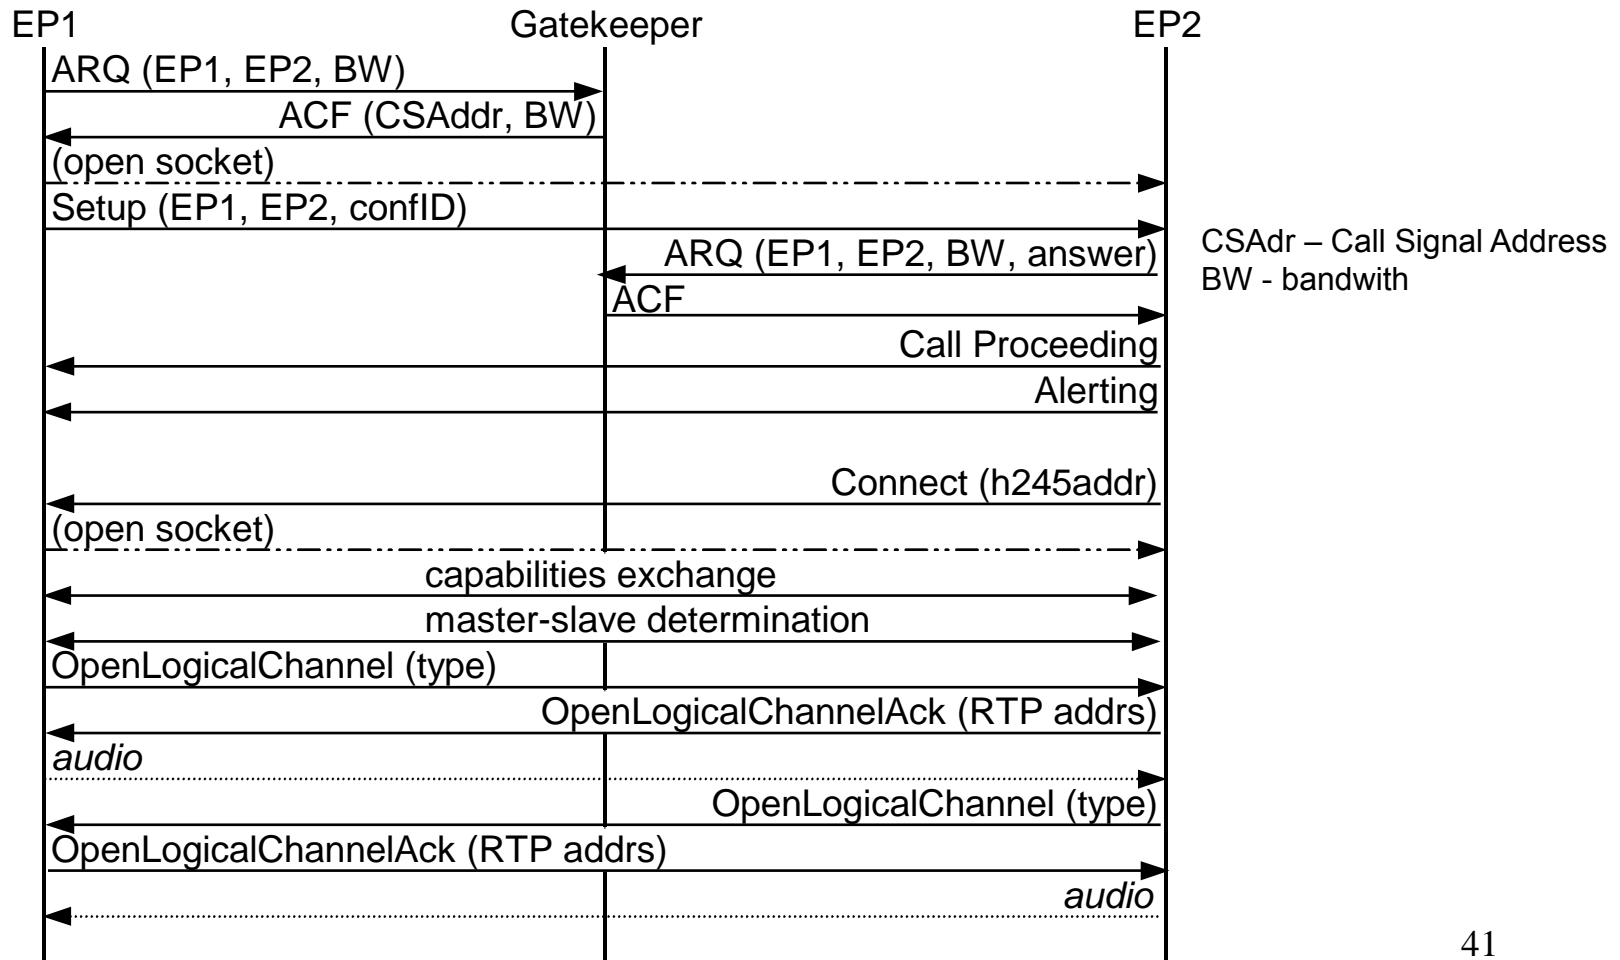 EP1 Gatekeeper EP2
ARQ (EP1, EP2, BW)
ACF (CSAddr, BW)
(open socket)
Setup (EP1, EP2, confID)
ARQ (EP1, EP2, BW, answer)
CSAdr – Call Signal Address
BW - bandwith
ACF
Call Proceeding
Alerting
Connect (h245addr)
(open socket)
capabilities exchange
master-slave determination
OpenLogicalChannel (type)
OpenLogicalChannelAck (RTP addrs)
audio
OpenLogicalChannel (type)
OpenLogicalChannelAck (RTP addrs)
audio
41